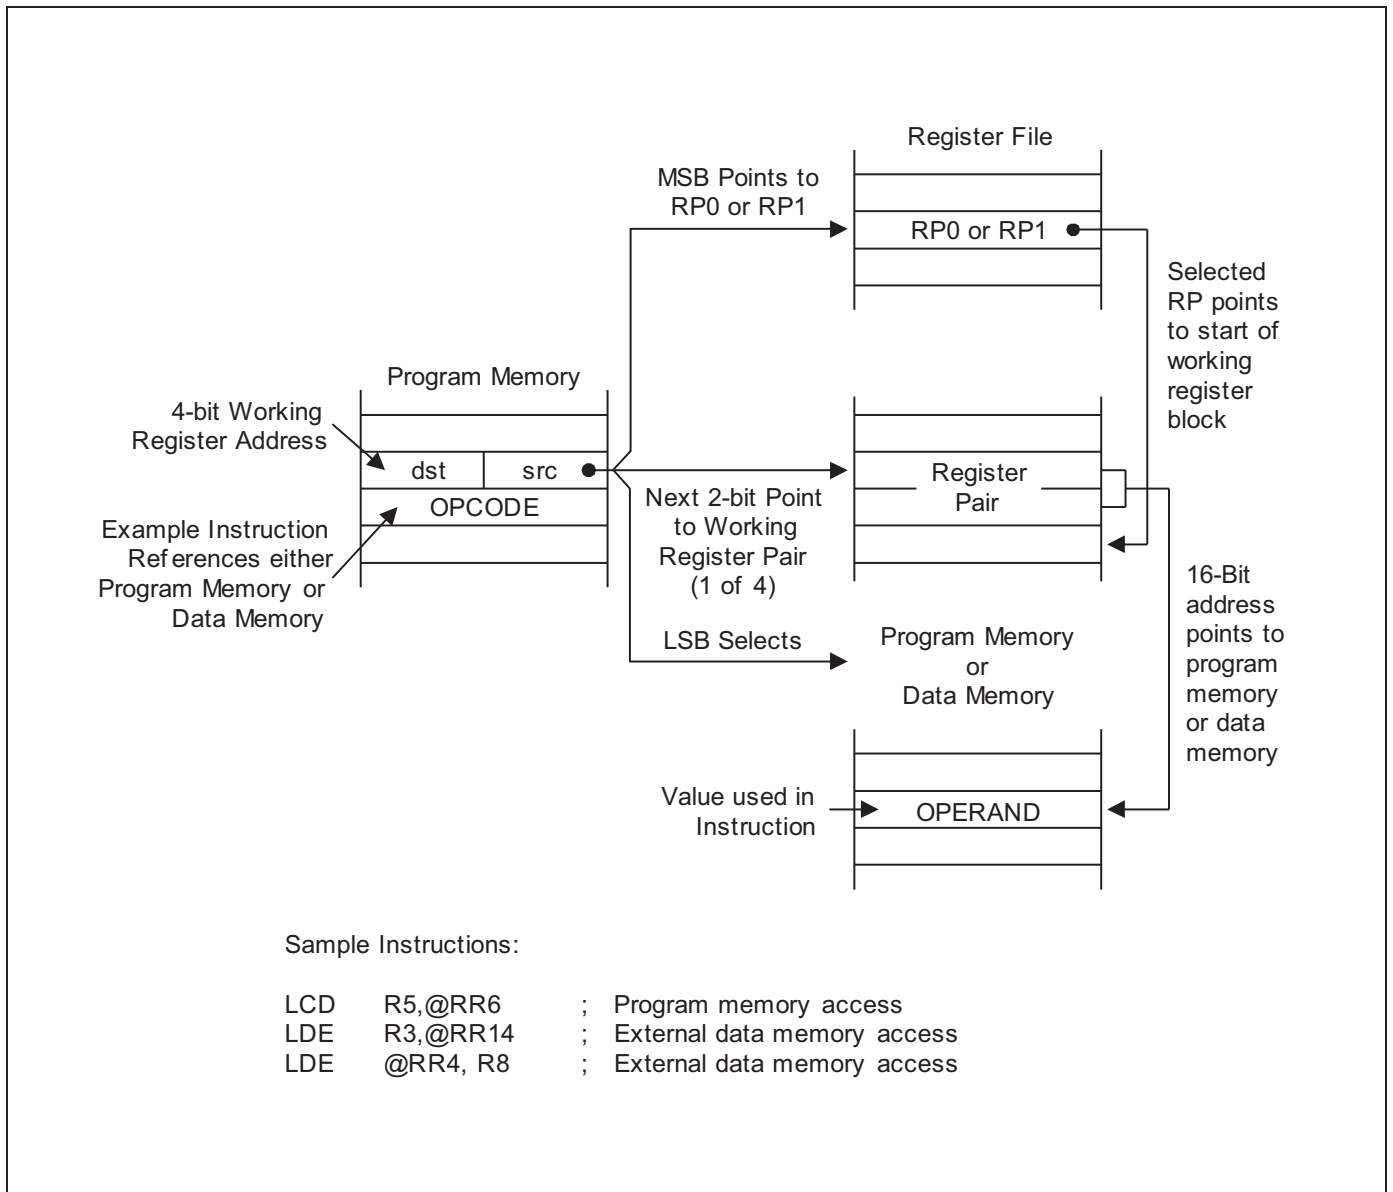 Register File
MSB Points to
RP0 or RP1
RP0 or RP1
Selected
RP points
to start of
working
register
block
Program Memory
4-bit Working
Register Address
dst src
OPCODE
Example Instruction
References either
Program Memory or
Data Memory
Next 2-bit Point
to Working
Register Pair
(1 of 4)
Register
Pair
LSB Selects
Program Memory
or
Data Memory
16-Bit
address
points to
program
memory
or data
memory
Value used in
Instruction
OPERAND
Sample Instructions:
LCD R5,@RR6 ; Program memory access
LDE R3,@RR14 ; External data memory access
LDE @RR4, R8 ; External data memory access